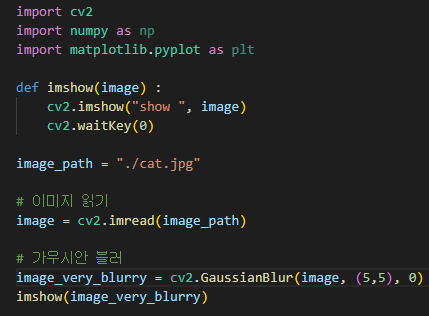 import cv2
import numpy as np
import matplotlib.pyplot as plt

def imshow(image) :
    cv2.imshow("show ", image)
    cv2.waitKey(0)

image_path = "./cat.jpg"

# 이미지 읽기
image = cv2.imread(image_path)

# 가우시안 블러
image_very_blurry = cv2.GaussianBlur(image, (5,5), 0)
imshow(image_very_blurry)